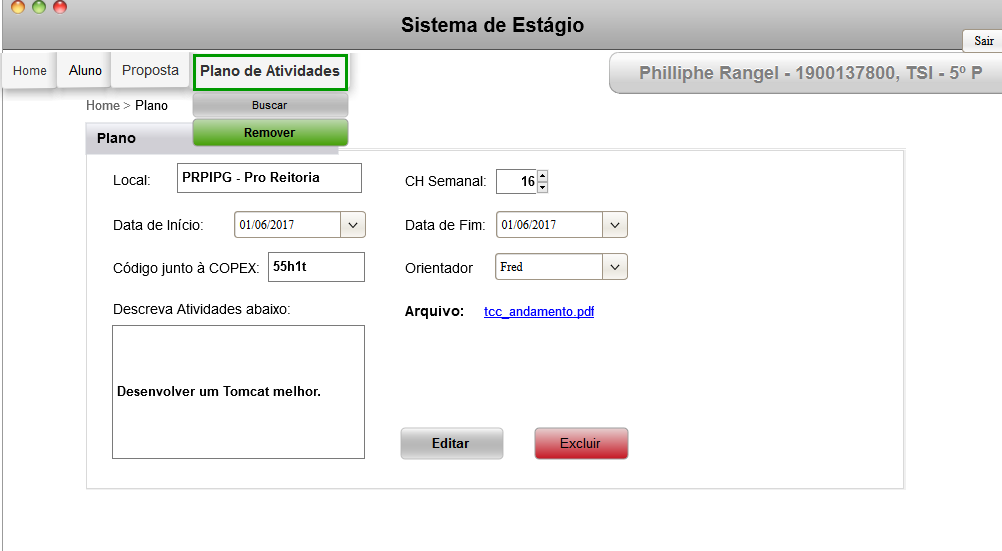 Sistema de Estágio
Sair
Home Aluno Proposta Plano de Atividades
Philliphe Rangel - 1900137800, TSI - 5º P
Home > Plano
Buscar
Remover
Plano
Local: PRPIPG - Pro Reitoria
CH Semanal: 16
Data de Início: 01/06/2017
Data de Fim: 01/06/2017
Código junto à COPEX: 55h1t
Orientador Fred
Descreva Atividades abaixo:
Arquivo: tcc_andamento.pdf
Desenvolver um Tomcat melhor.
Editar Excluir